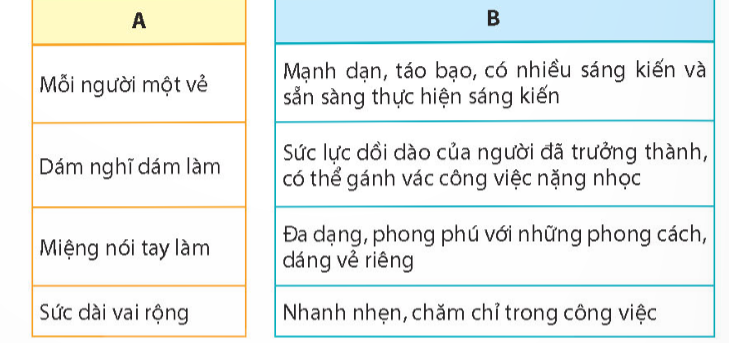 A
B
Mỗi người một vẻ
Mạnh dạn, táo bạo, có nhiều sáng kiến và
sẵn sàng thực hiện sáng kiến
Dám nghĩ dám làm
Sức lực dồi dào của người đã trưởng thành,
có thể gánh vác công việc nặng nhọc
Miệng nói tay làm
Đa dạng, phong phú với những phong cách,
dáng vẻ riêng
Sức dài vai rộng
Nhanh nhẹn, chăm chỉ trong công việc